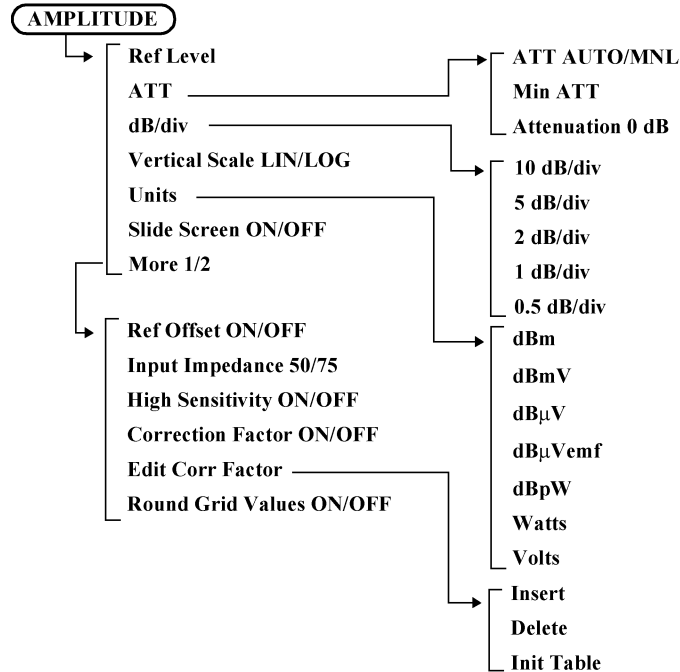 AMPLITUDE
Ref Level
ATT
dB/div
Vertical Scale LIN/LOG
Units
Slide Screen ON/OFF
More 1/2
Ref Offset ON/OFF
Input Impedance 50/75
High Sensitivity ON/OFF
Correction Factor ON/OFF
Edit Corr Factor
Round Grid Values ON/OFF
ATT AUTO/MNL
Min ATT
Attenuation 0 dB
10 dB/div
5 dB/div
2 dB/div
1 dB/div
0.5 dB/div
dBm
dBmV
dBμV
dBμVemf
dBpW
Watts
Volts
Insert
Delete
Init Table